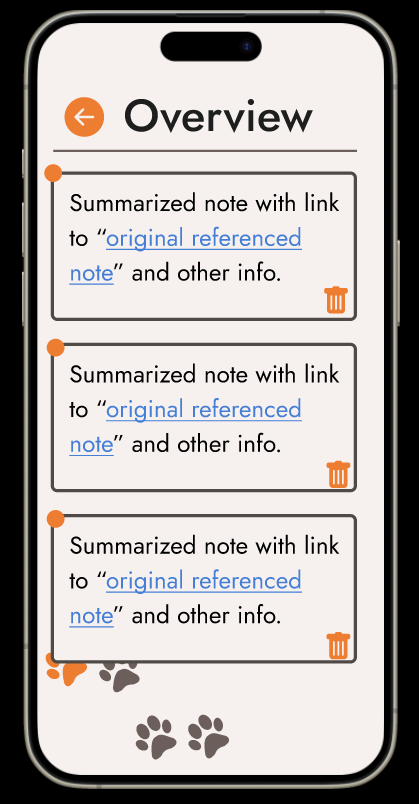 Overview
Summarized note with link
to “original referenced
note” and other info.
Summarized note with link
to “original referenced
note” and other info.
Summarized note with link
to “original referenced
note” and other info.